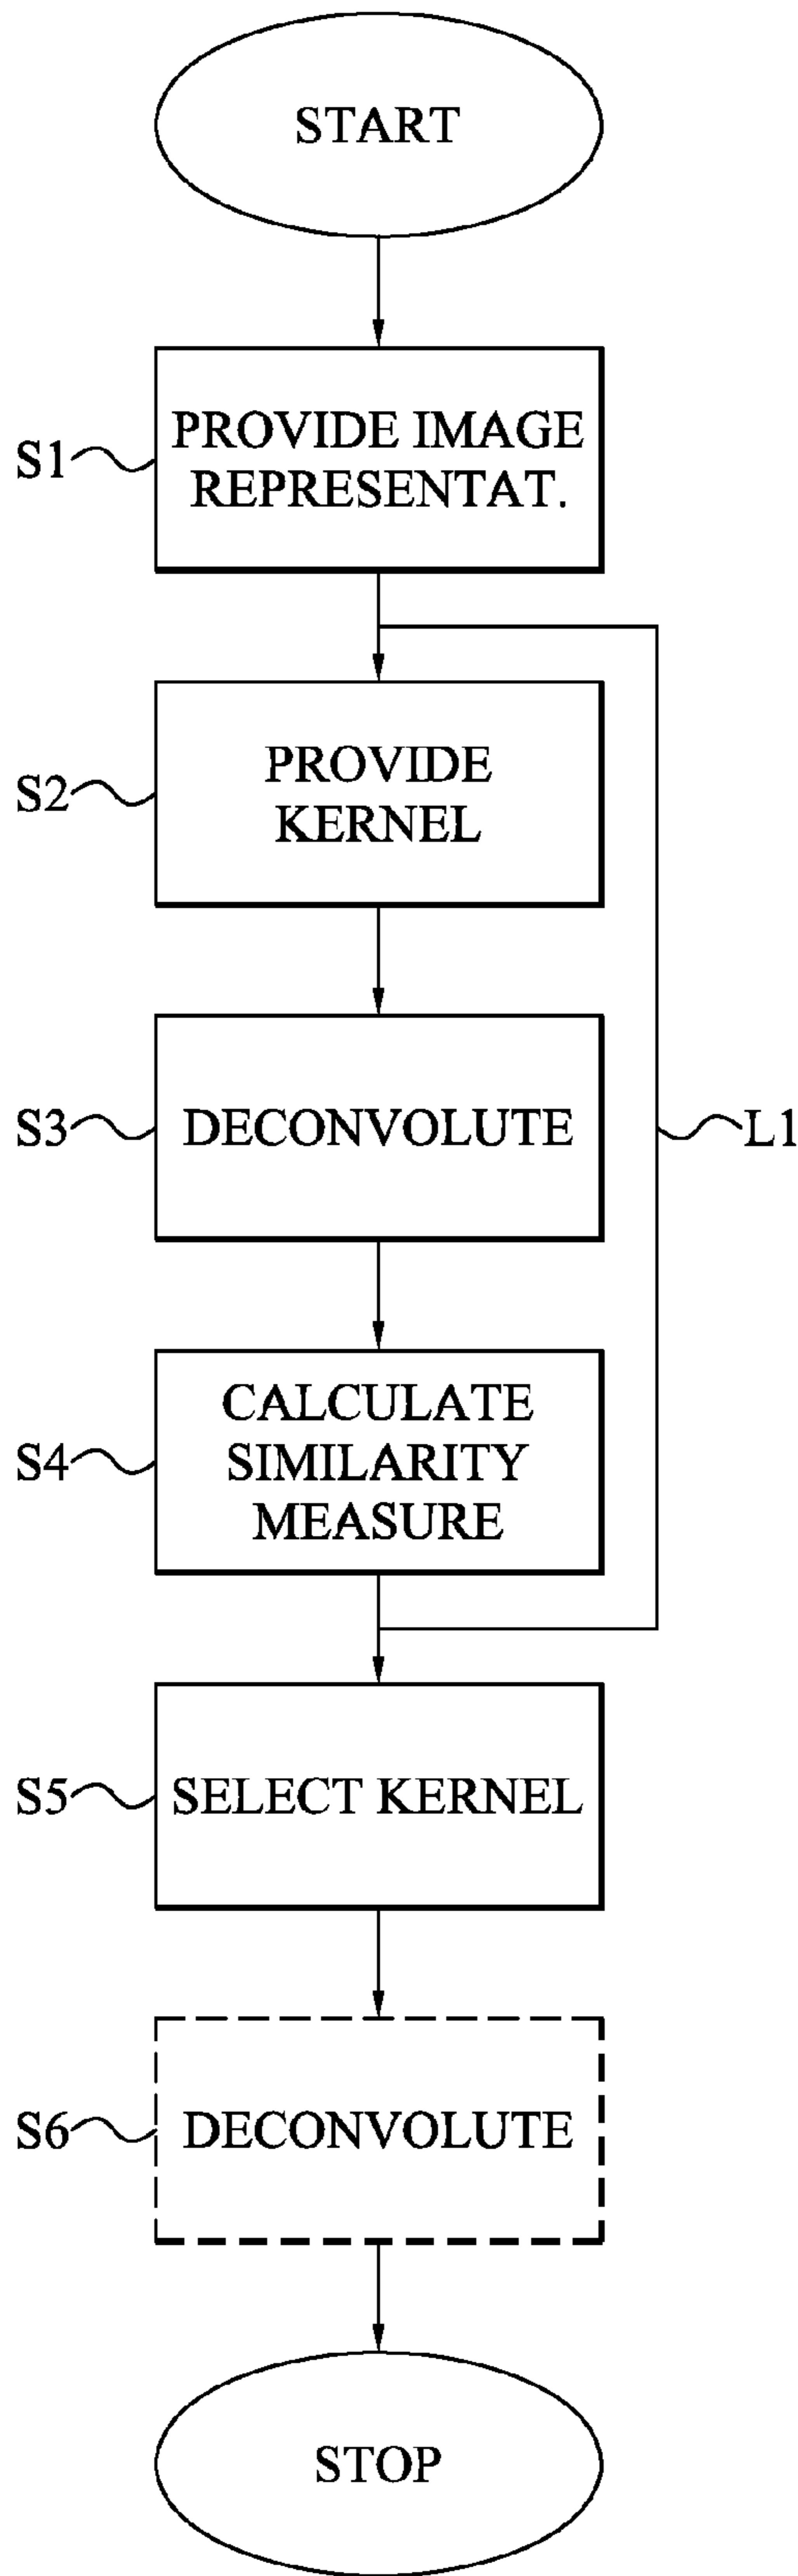 START
S1
PROVIDE IMAGE
REPRESENTAT.
S2
PROVIDE
KERNEL
S3
DECONVOLUTE
L1
S4
CALCULATE
SIMILARITY
MEASURE
S5
SELECT KERNEL
S6
DECONVOLUTE
STOP